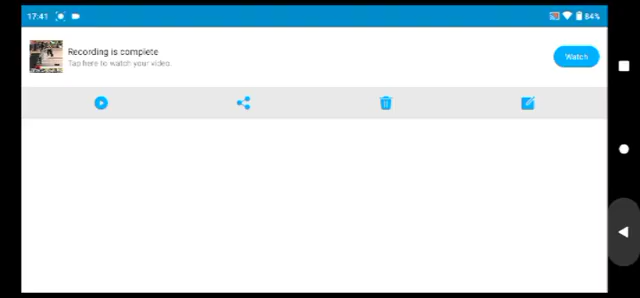 17:41
84%
Recording is complete
Tap here to watch your video.
Watch